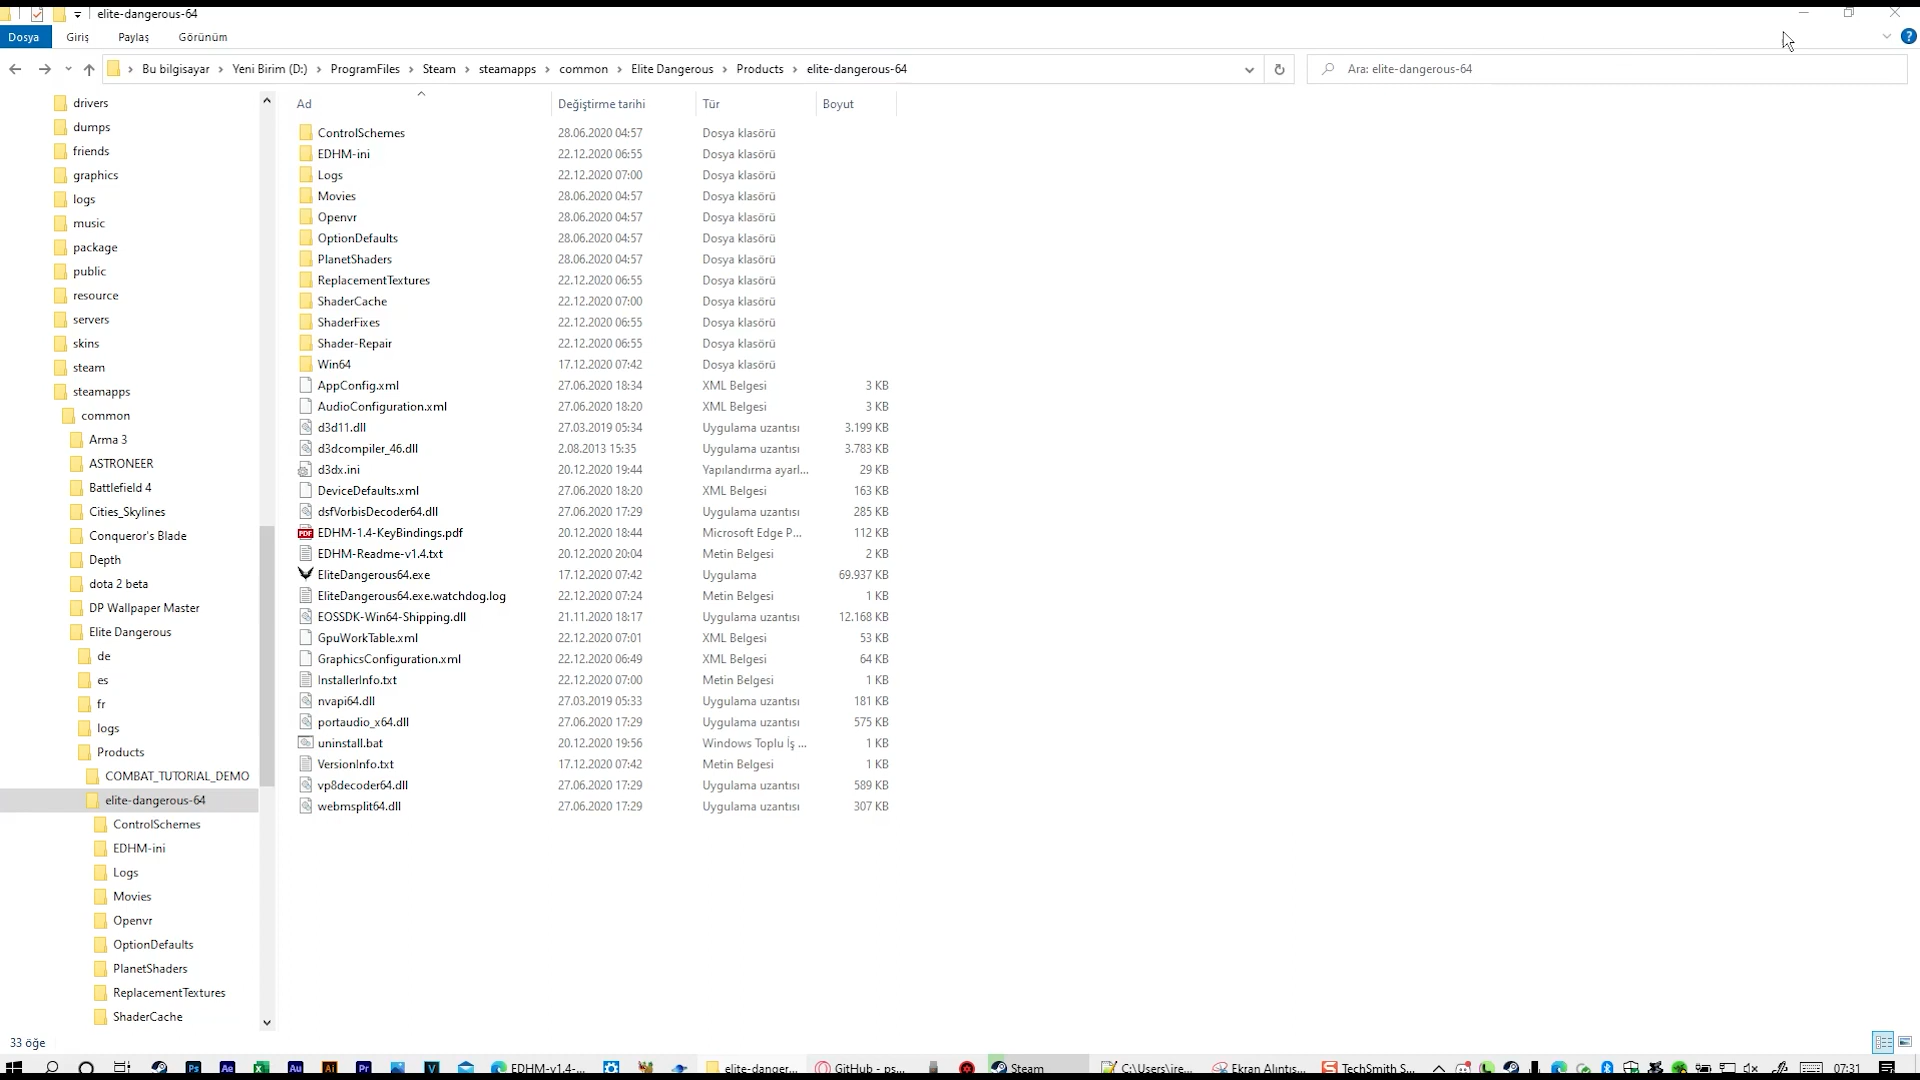 elite-dangerous-64
Dosya Giriş Paylaş Görünüm
Bu bilgisayar › Yeni Birim (D:) › ProgramFiles › Steam › steamapps › common › Elite Dangerous › Products › elite-dangerous-64
Ara: elite-dangerous-64
drivers
dumps
friends
graphics
logs
music
package
public
resource
servers
skins
steam
steamapps
common
Arma 3
ASTRONEER
Battlefield 4
Cities_Skylines
Conqueror's Blade
Depth
dota 2 beta
DP Wallpaper Master
Elite Dangerous
de
es
fr
logs
Products
COMBAT_TUTORIAL_DEMO
elite-dangerous-64
ControlSchemes
EDHM-ini
Logs
Movies
Openvr
OptionDefaults
PlanetShaders
ReplacementTextures
ShaderCache
Ad Değiştirme tarihi Tür Boyut
ControlSchemes 28.06.2020 04:57 Dosya klasörü
EDHM-ini 22.12.2020 06:55 Dosya klasörü
Logs 22.12.2020 07:00 Dosya klasörü
Movies 28.06.2020 04:57 Dosya klasörü
Openvr 28.06.2020 04:57 Dosya klasörü
OptionDefaults 28.06.2020 04:57 Dosya klasörü
PlanetShaders 28.06.2020 04:57 Dosya klasörü
ReplacementTextures 22.12.2020 06:55 Dosya klasörü
ShaderCache 22.12.2020 07:00 Dosya klasörü
ShaderFixes 22.12.2020 06:55 Dosya klasörü
Shader-Repair 22.12.2020 06:55 Dosya klasörü
Win64 17.12.2020 07:42 Dosya klasörü
AppConfig.xml 27.06.2020 18:34 XML Belgesi 3 KB
AudioConfiguration.xml 27.06.2020 18:20 XML Belgesi 3 KB
d3d11.dll 27.03.2019 05:34 Uygulama uzantısı 3.199 KB
d3dcompiler_46.dll 2.08.2013 15:35 Uygulama uzantısı 3.783 KB
d3dx.ini 20.12.2020 19:44 Yapılandırma ayarl... 29 KB
DeviceDefaults.xml 27.06.2020 18:20 XML Belgesi 163 KB
dsfVorbisDecoder64.dll 27.06.2020 17:29 Uygulama uzantısı 285 KB
EDHM-1.4-KeyBindings.pdf 20.12.2020 18:44 Microsoft Edge P... 112 KB
EDHM-Readme-v1.4.txt 20.12.2020 20:04 Metin Belgesi 2 KB
EliteDangerous64.exe 17.12.2020 07:42 Uygulama 69.937 KB
EliteDangerous64.exe.watchdog.log 22.12.2020 07:24 Metin Belgesi 1 KB
EOSSDK-Win64-Shipping.dll 21.11.2020 18:17 Uygulama uzantısı 12.168 KB
GpuWorkTable.xml 22.12.2020 07:01 XML Belgesi 53 KB
GraphicsConfiguration.xml 22.12.2020 06:49 XML Belgesi 64 KB
InstallerInfo.txt 22.12.2020 07:00 Metin Belgesi 1 KB
nvapi64.dll 27.03.2019 05:33 Uygulama uzantısı 181 KB
portaudio_x64.dll 27.06.2020 17:29 Uygulama uzantısı 575 KB
uninstall.bat 20.12.2020 19:56 Windows Toplu İş ... 1 KB
VersionInfo.txt 17.12.2020 07:42 Metin Belgesi 1 KB
vp8decoder64.dll 27.06.2020 17:29 Uygulama uzantısı 589 KB
webmsplit64.dll 27.06.2020 17:29 Uygulama uzantısı 307 KB
33 öğe
Ps Ae Au Ai Pr V EDHM-v1.4-... elite-danger... GitHub - ps... Steam C:\Users\ire... Ekran Alıntıs... TechSmith S... 07:31